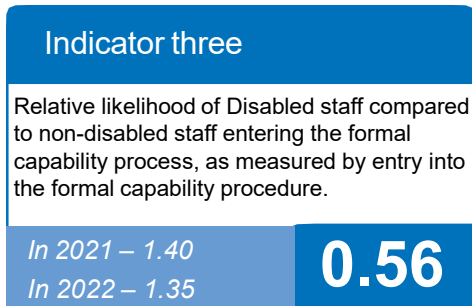 Indicator three
Relative likelihood of Disabled staff compared
to non-disabled staff entering the formal
capability process, as measured by entry into
the formal capability procedure.
In 2021 – 1.40
In 2022 – 1.35
0.56